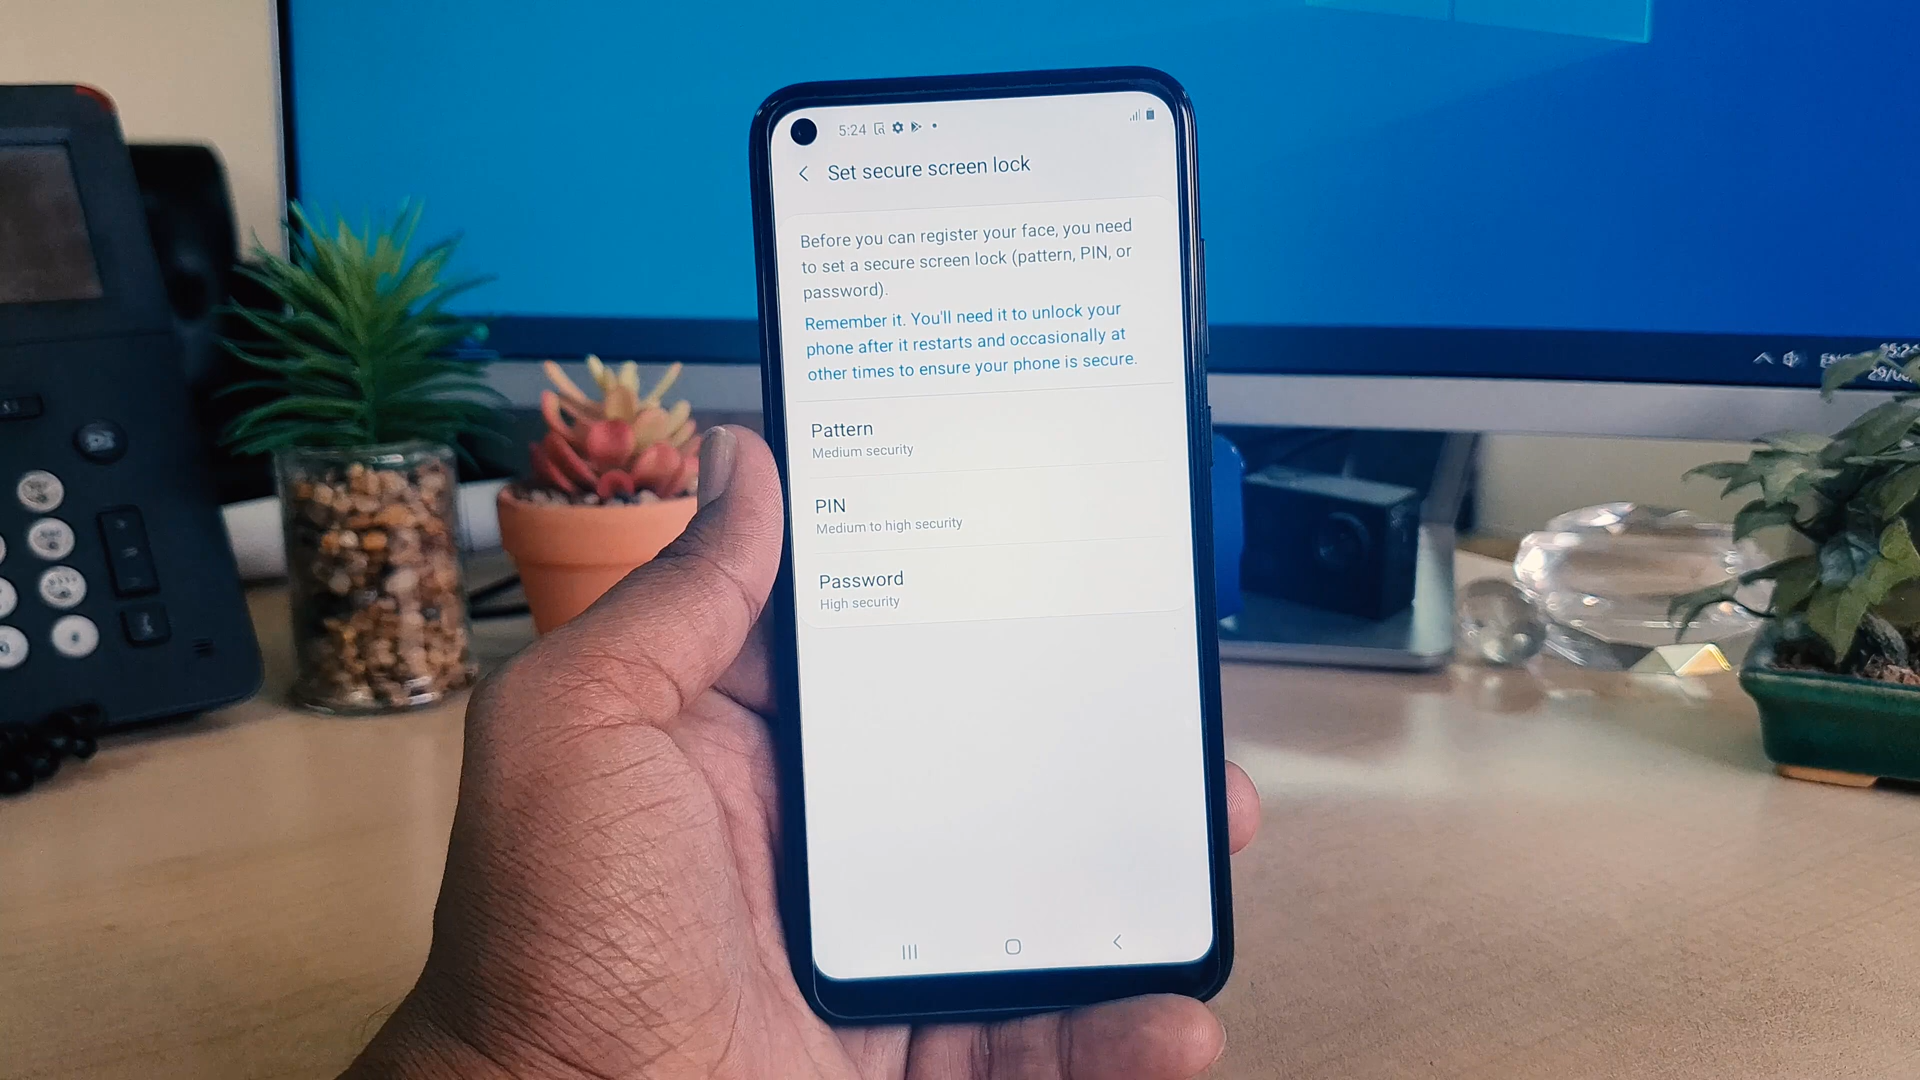 5:24
Set secure screen lock
Before you can register your face, you need
to set a secure screen lock (pattern, PIN, or
password).
Remember it. You'll need it to unlock your
phone after it restarts and occasionally at
other times to ensure your phone is secure.
Pattern
Medium security
PIN
Medium to high security
Password
High security